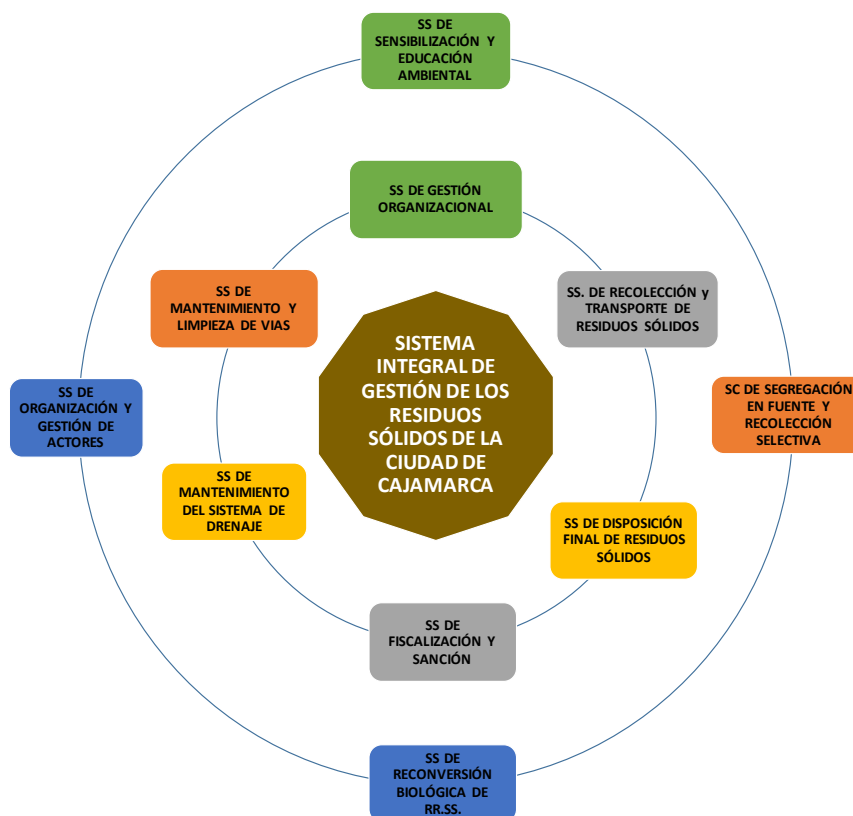 SS DE
SENSIBILIZACIÓN Y
EDUCACIÓN
AMBIENTAL
SS DE GESTIÓN
ORGANIZACIONAL
SS DE
MANTENIMIENTO Y
LIMPIEZA DE VIAS
SS. DE RECOLECCIÓN y
TRANSPORTE DE
RESIDUOS SÓLIDOS
SISTEMA
INTEGRAL DE
GESTIÓN DE LOS
RESIDUOS
SÓLIDOS DE LA
CIUDAD DE
CAJAMARCA
SS DE
ORGANIZACIÓN Y
GESTIÓN DE
ACTORES
SC DE SEGREGACIÓN
EN FUENTE Y
RECOLECCIÓN
SELECTIVA
SS DE
MANTENIMIENTO
DEL SISTEMA DE
DRENAJE
SS DE DISPOSICIÓN
FINAL DE RESIDUOS
SÓLIDOS
SS DE
FISCALIZACIÓN Y
SANCIÓN
SS DE
RECONVERSIÓN
BIOLÓGICA DE
RR.SS.